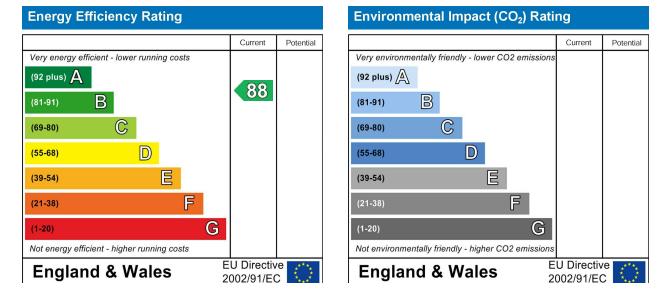 Energy Efficiency Rating
Current Potential
Very energy efficient - lower running costs
(92 plus) A
(81-91) B
88
(69-80) C
(55-68) D
(39-54) E
(21-38) F
(1-20) G
Not energy efficient - higher running costs
England & Wales
EU Directive
2002/91/EC
Environmental Impact (CO2) Rating
Current Potential
Very environmentally friendly - lower CO2 emissions
(92 plus) A
(81-91) B
(69-80) C
(55-68) D
(39-54) E
(21-38) F
(1-20) G
Not environmentally friendly - higher CO2 emissions
England & Wales
EU Directive
2002/91/EC